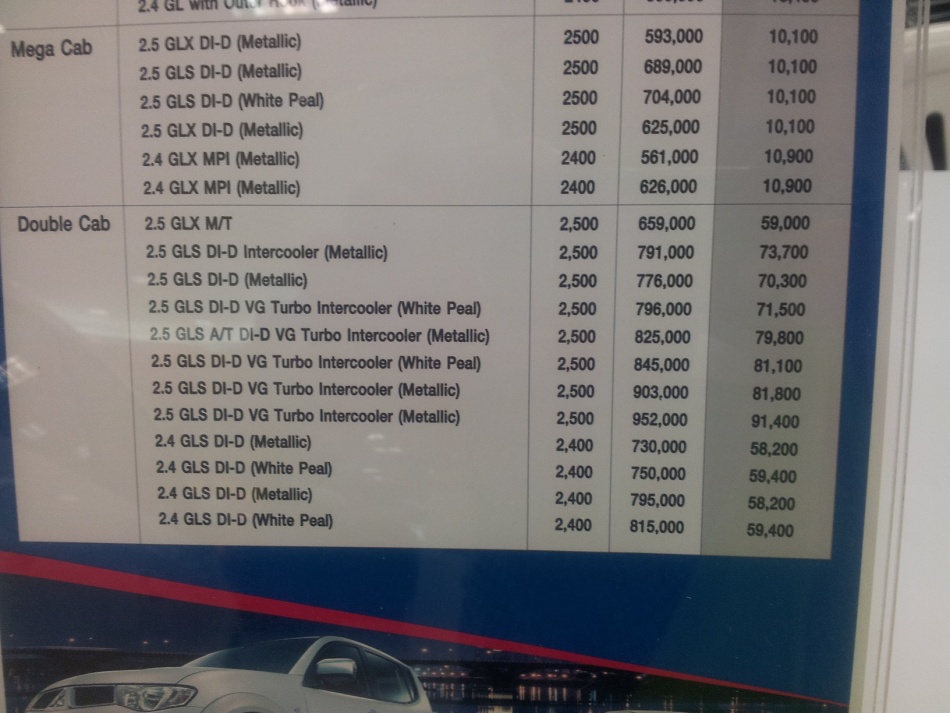 2.4 GL with
Mega Cab 2.5 GLX DI-D (Metallic) 2500 593,000 10,100
2.5 GLS DI-D (Metallic) 2500 689,000 10,100
2.5 GLS DI-D (White Peal) 2500 704,000 10,100
2.5 GLX DI-D (Metallic) 2500 625,000 10,100
2.4 GLX MPI (Metallic) 2400 561,000 10,900
2.4 GLX MPI (Metallic) 2400 626,000 10,900
Double Cab 2.5 GLX M/T 2,500 659,000 59,000
2.5 GLS DI-D Intercooler (Metallic) 2,500 791,000 73,700
2.5 GLS DI-D (Metallic) 2,500 776,000 70,300
2.5 GLS DI-D VG Turbo Intercooler (White Peal) 2,500 796,000 71,500
2.5 GLS A/T DI-D VG Turbo Intercooler (Metallic) 2,500 825,000 79,800
2.5 GLS DI-D VG Turbo Intercooler (White Peal) 2,500 845,000 81,100
2.5 GLS DI-D VG Turbo Intercooler (Metallic) 2,500 903,000 81,800
2.5 GLS DI-D VG Turbo Intercooler (Metallic) 2,500 952,000 91,400
2.4 GLS DI-D (Metallic) 2,400 730,000 58,200
2.4 GLS DI-D (White Peal) 2,400 750,000 59,400
2.4 GLS DI-D (Metallic) 2,400 795,000 58,200
2.4 GLS DI-D (White Peal) 2,400 815,000 59,400